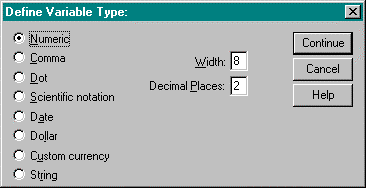 Define Variable Type:
Numeric
Comma
Dot
Scientific notation
Date
Dollar
Custom currency
String
Width: 8
Decimal Places: 2
Continue
Cancel
Help